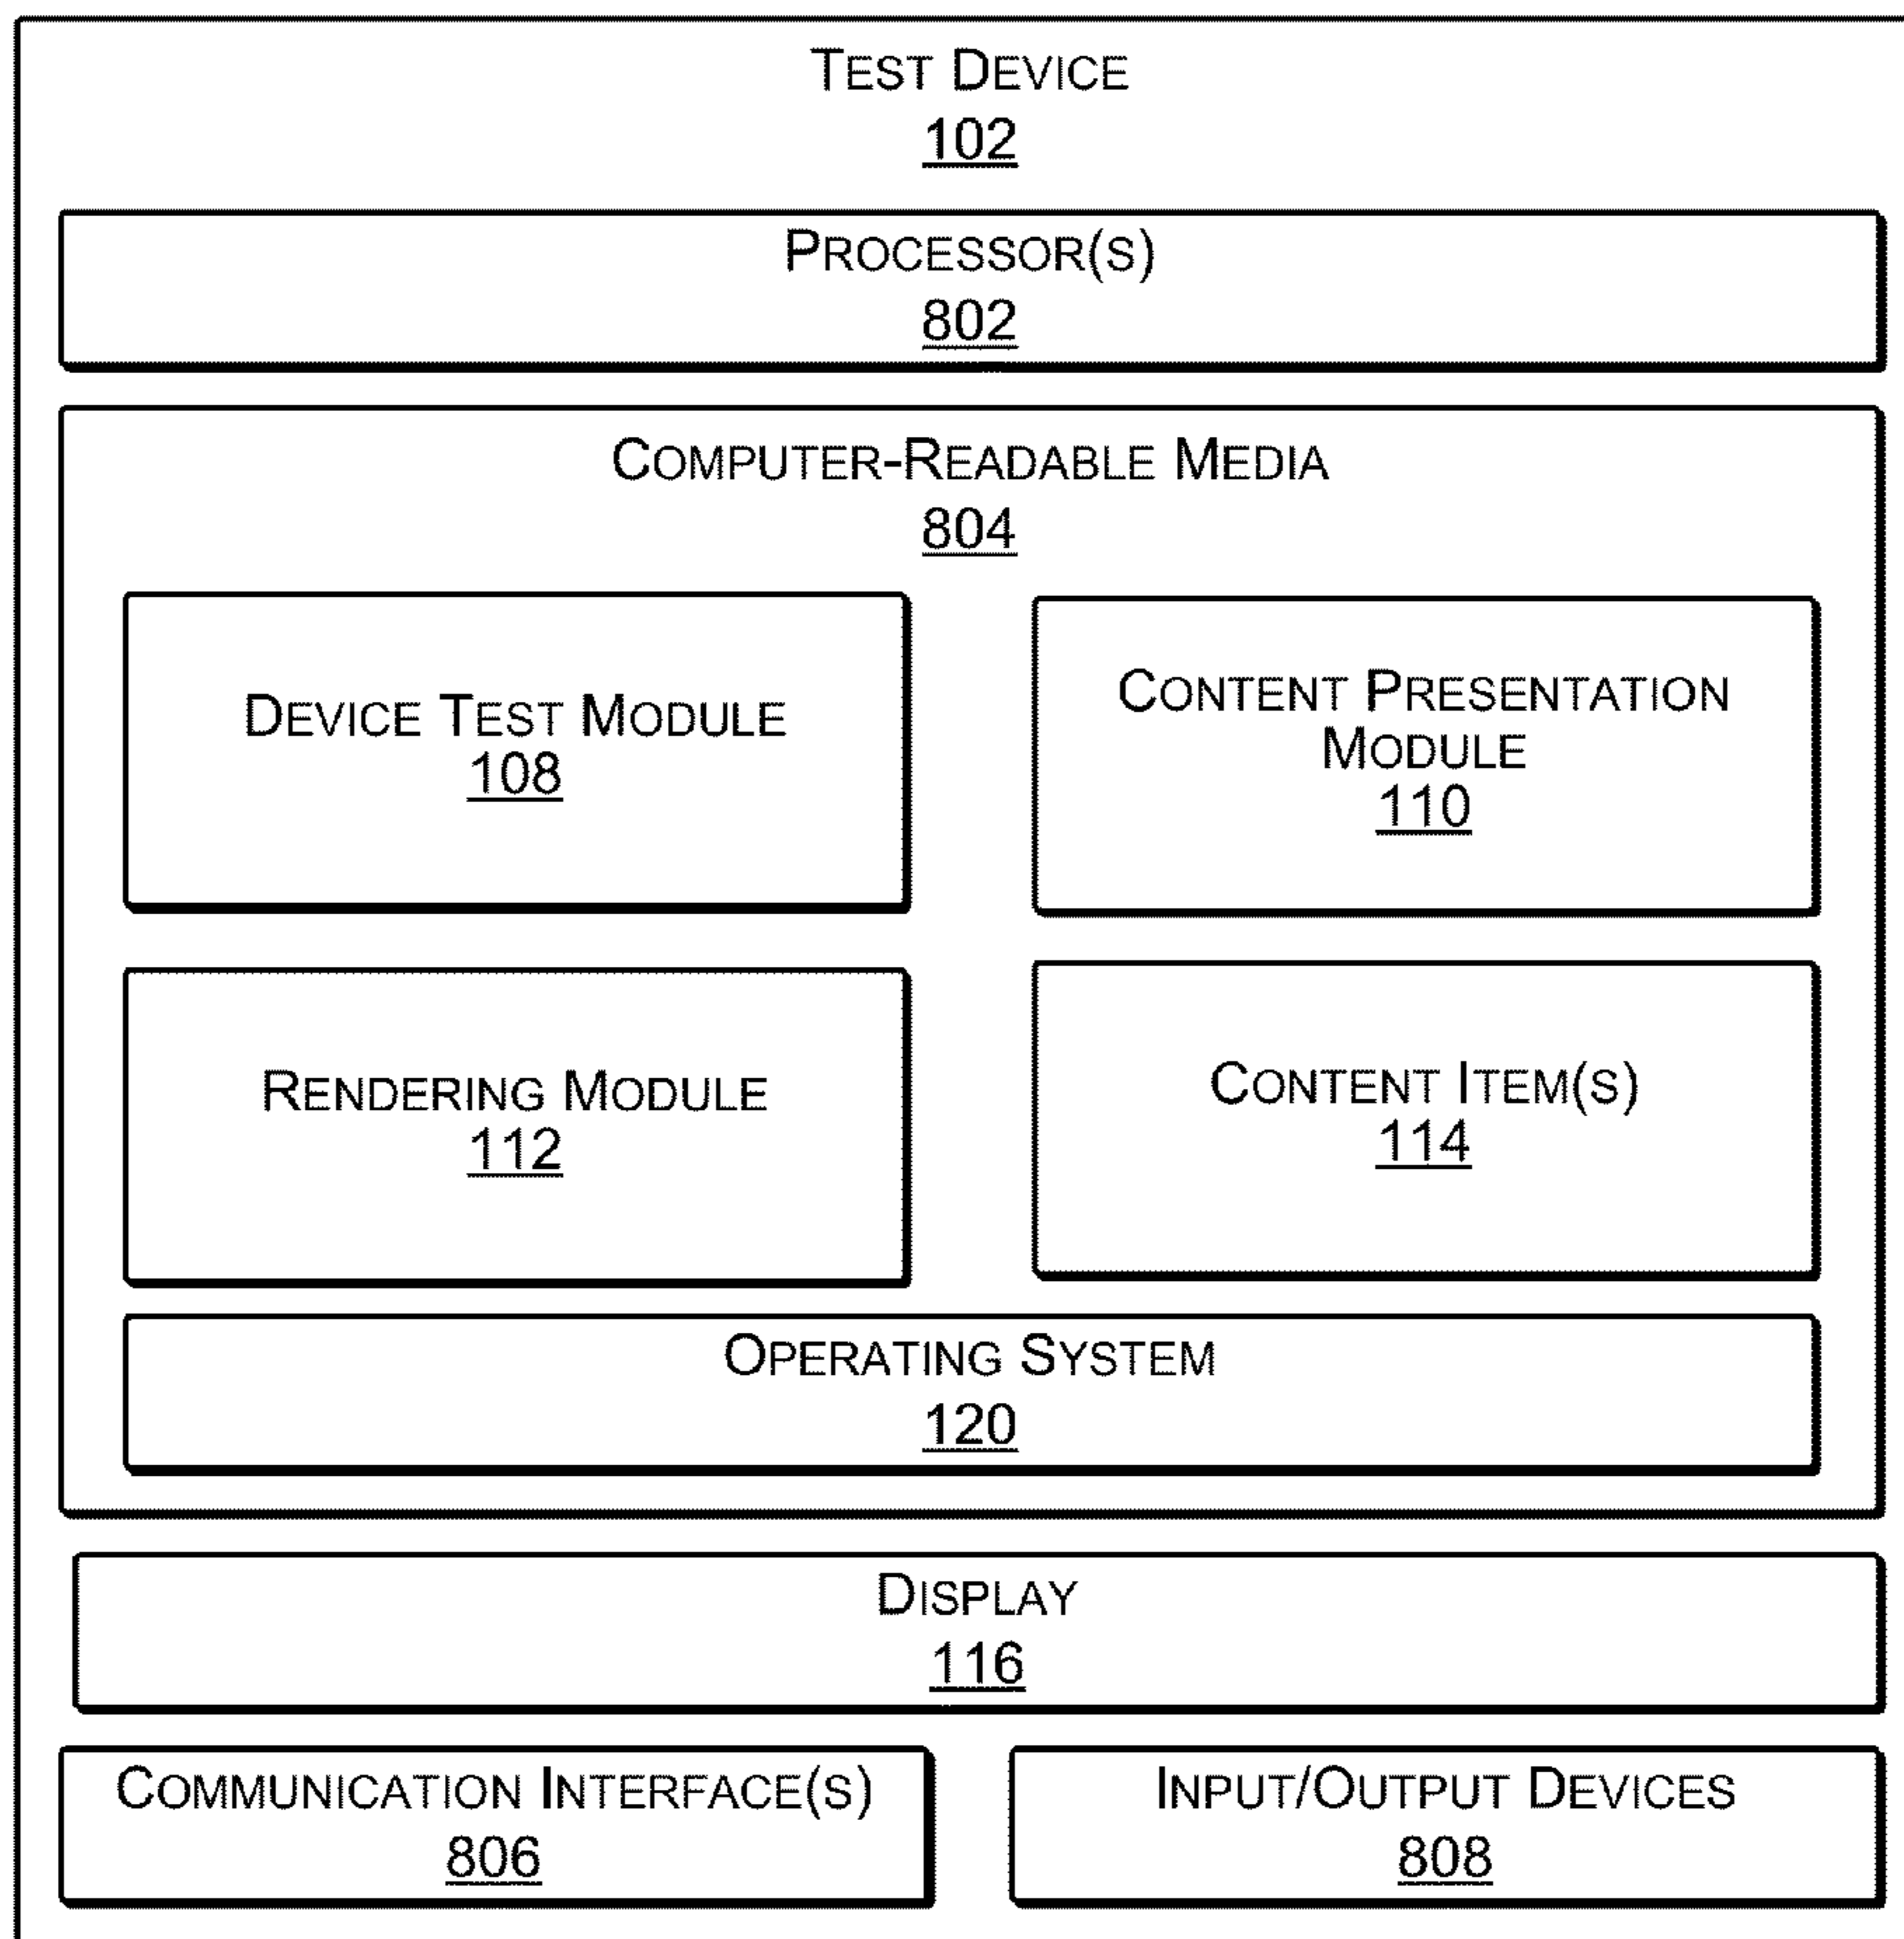 TEST DEVICE
102
PROCESSOR(S)
802
COMPUTER-READABLE MEDIA
804
DEVICE TEST MODULE
108
CONTENT PRESENTATION
MODULE
110
RENDERING MODULE
112
CONTENT ITEM(S)
114
OPERATING SYSTEM
120
DISPLAY
116
COMMUNICATION INTERFACE(S)
806
INPUT/OUTPUT DEVICES
808